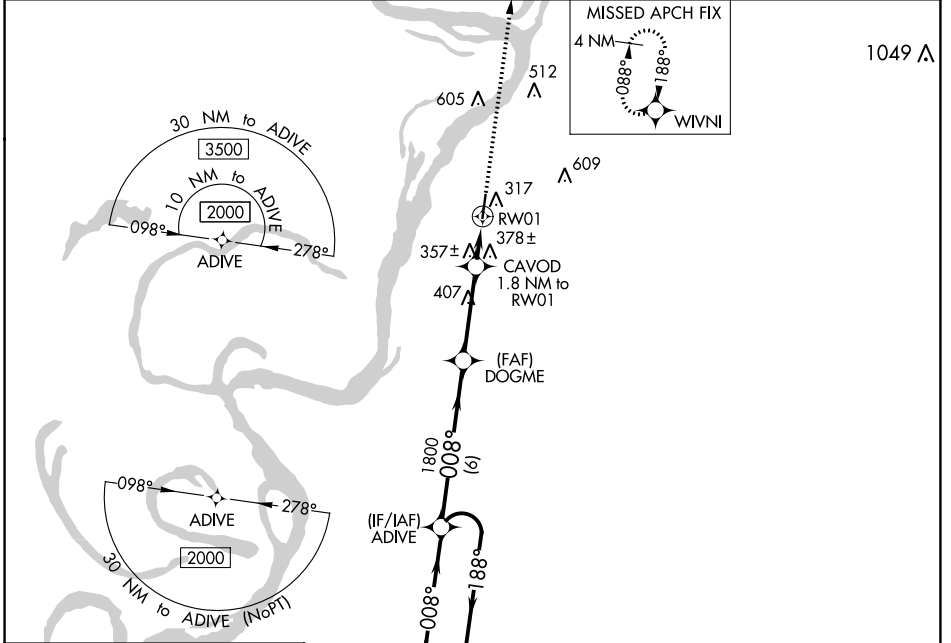 MISSED APCH FIX
4 NM
008°
188°
WIVNI
1049
512
605
30 NM to ADIVE
3500
10 NM to ADIVE
2000
098°
278°
ADIVE
609
317
RW01
357± 378±
CAVOD
1.8 NM to
RW01
407
(FAF)
DOGME
1800
008°
(6)
098°
278°
ADIVE
2000
30 NM to ADIVE (NoPT)
(IF/IAF)
ADIVE
008°
188°